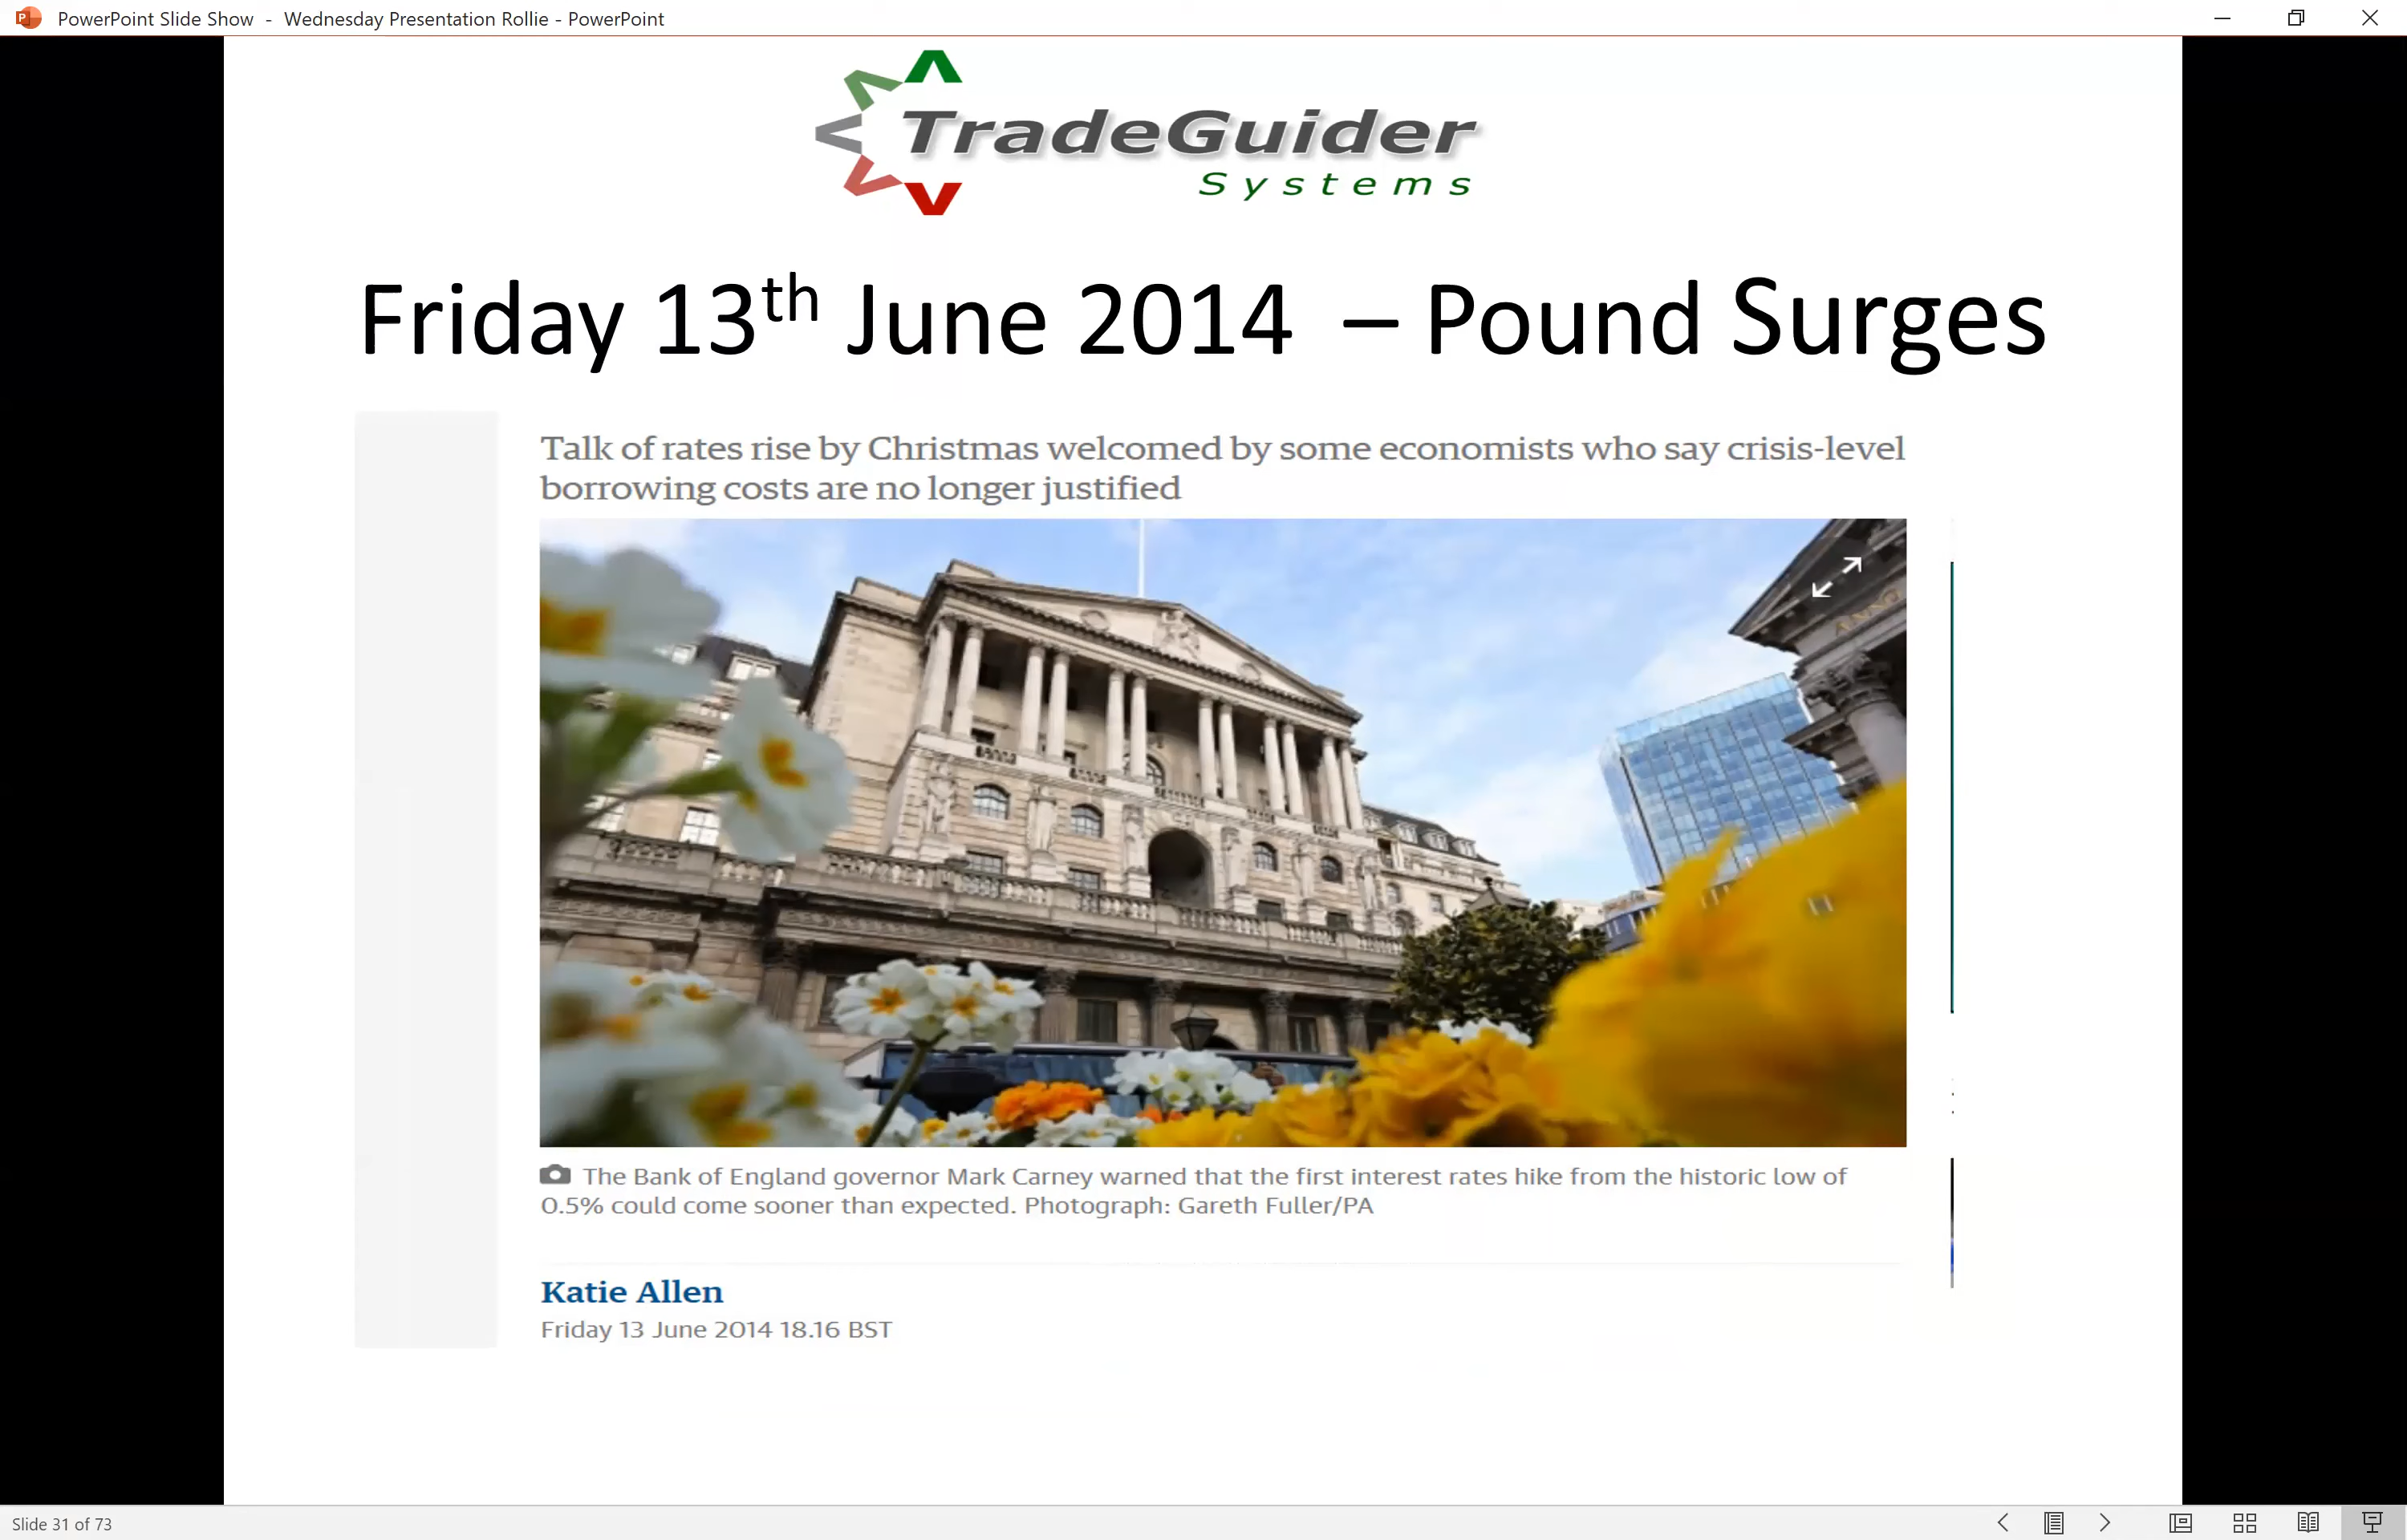 PowerPoint Slide Show - Wednesday Presentation Rollie - PowerPoint
TradeGuider
Systems
Friday 13th June 2014 – Pound Surges
Talk of rates rise by Christmas welcomed by some economists who say crisis-level
borrowing costs are no longer justified
ANNO
The Bank of England governor Mark Carney warned that the first interest rates hike from the historic low of
0.5% could come sooner than expected. Photograph: Gareth Fuller/PA
Katie Allen
Friday 13 June 2014 18.16 BST
Slide 31 of 73